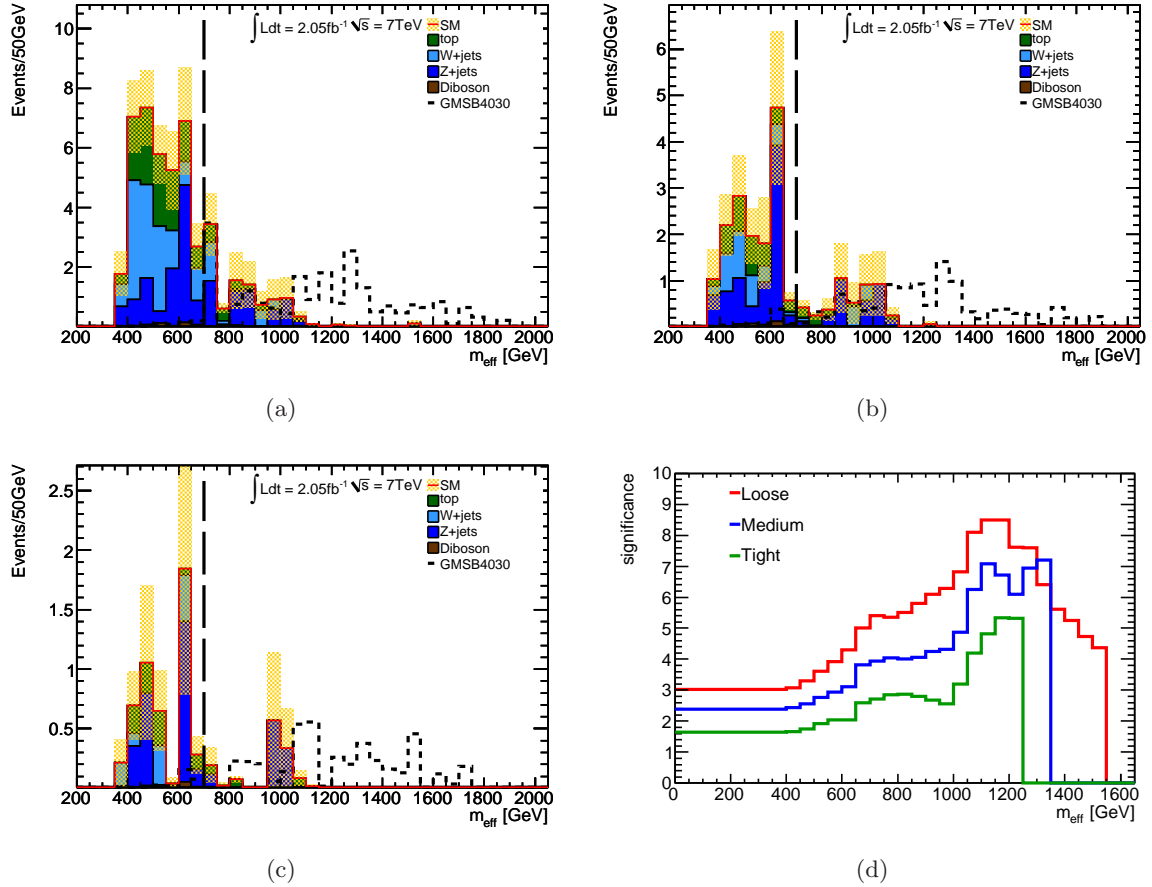 Events/50GeV
10
8
6
4
2
∫ Ldt = 2.05fb⁻¹ √s = 7TeV
SM
top
W+jets
Z+jets
Diboson
GMSB4030
200 400 600 800 1000 1200 1400 1600 1800 2000
m_eff [GeV]
(a)
Events/50GeV
6
5
4
3
2
1
∫ Ldt = 2.05fb⁻¹ √s = 7TeV
SM
top
W+jets
Z+jets
Diboson
GMSB4030
200 400 600 800 1000 1200 1400 1600 1800 2000
m_eff [GeV]
(b)
Events/50GeV
2.5
2
1.5
1
0.5
∫ Ldt = 2.05fb⁻¹ √s = 7TeV
SM
top
W+jets
Z+jets
Diboson
GMSB4030
200 400 600 800 1000 1200 1400 1600 1800 2000
m_eff [GeV]
(c)
significance
10
9
8
7
6
5
4
3
2
1
0
Loose
Medium
Tight
0 200 400 600 800 1000 1200 1400 1600
m_eff [GeV]
(d)